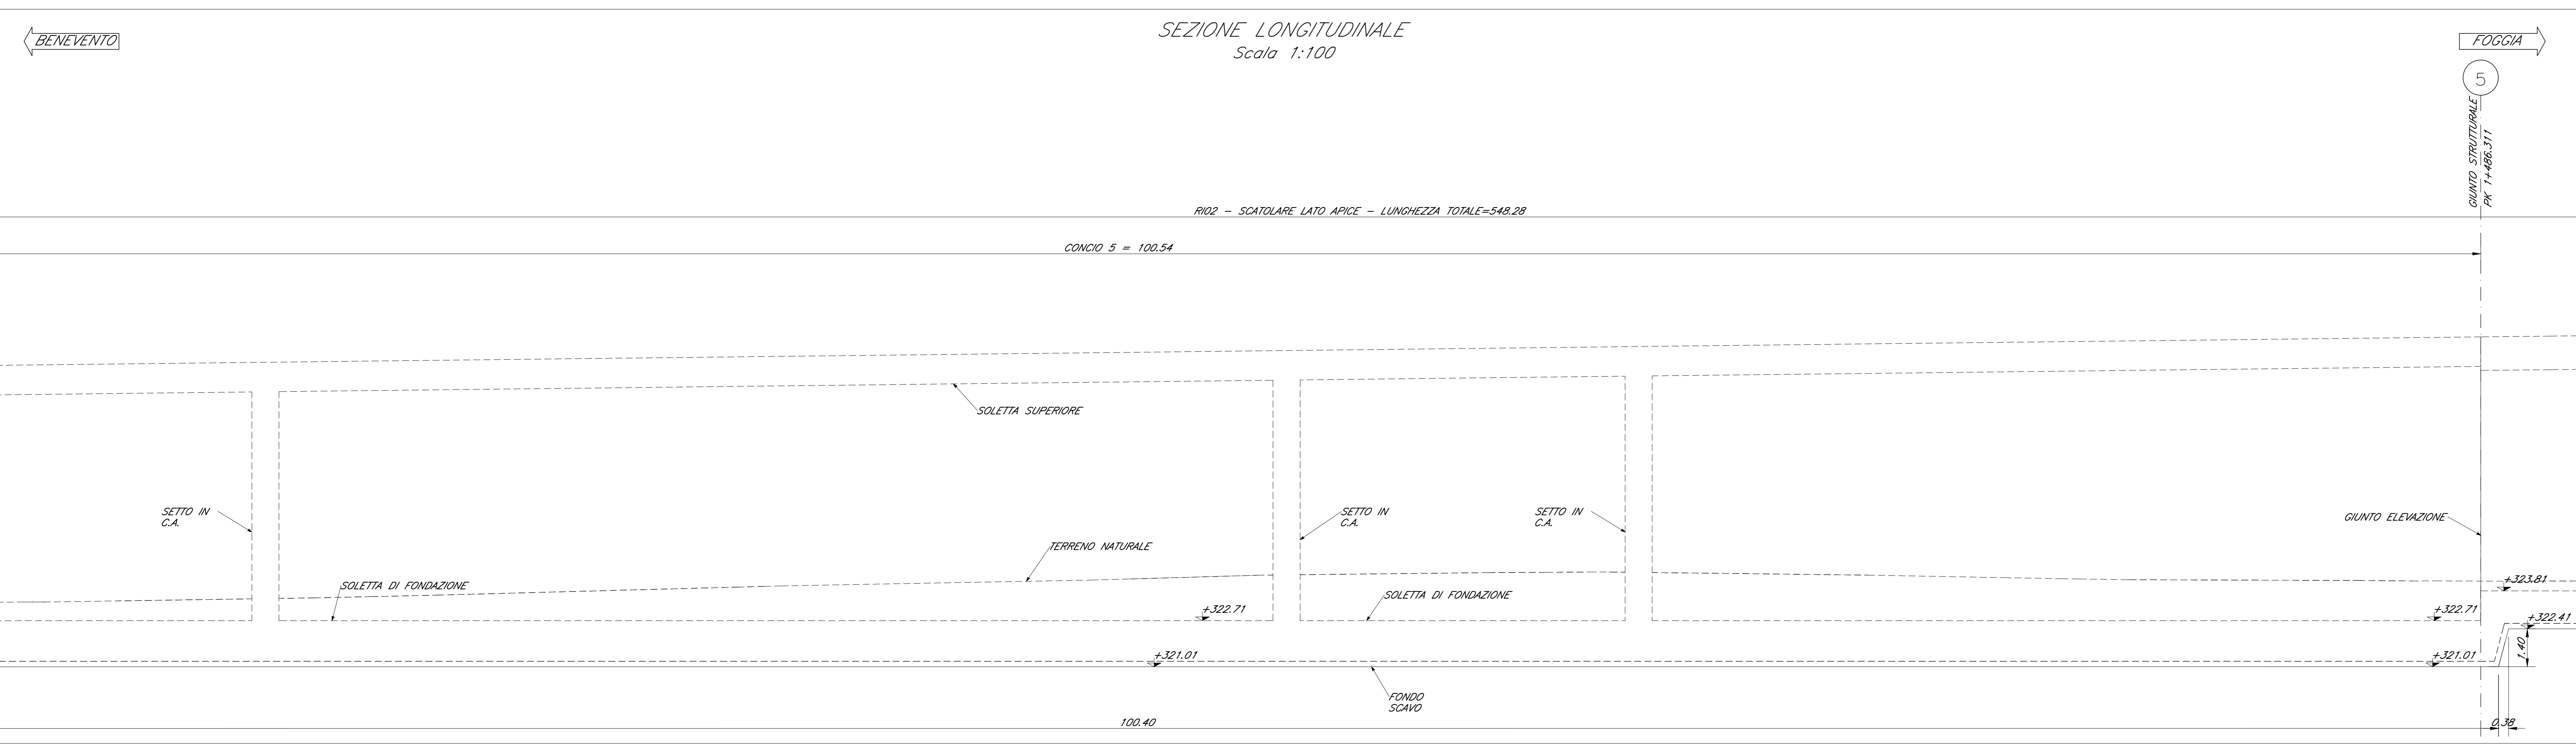 SEZIONE LONGITUDINALE
Scala 1:100
BENEVENTO
FOGGIA
5
GIUNTO STRUTTURALE
PK 1+486.311
RI02 - SCATOLARE LATO APICE - LUNGHEZZA TOTALE=548.28
CONCIO 5 = 100.54
SOLETTA SUPERIORE
SETTO IN
C.A.
SETTO IN
C.A.
SETTO IN
C.A.
GIUNTO ELEVAZIONE
TERRENO NATURALE
SOLETTA DI FONDAZIONE
SOLETTA DI FONDAZIONE
+323.81
+322.71
+322.71
+322.41
1.40
+321.01
+321.01
FONDO
SCAVO
100.40
0.38